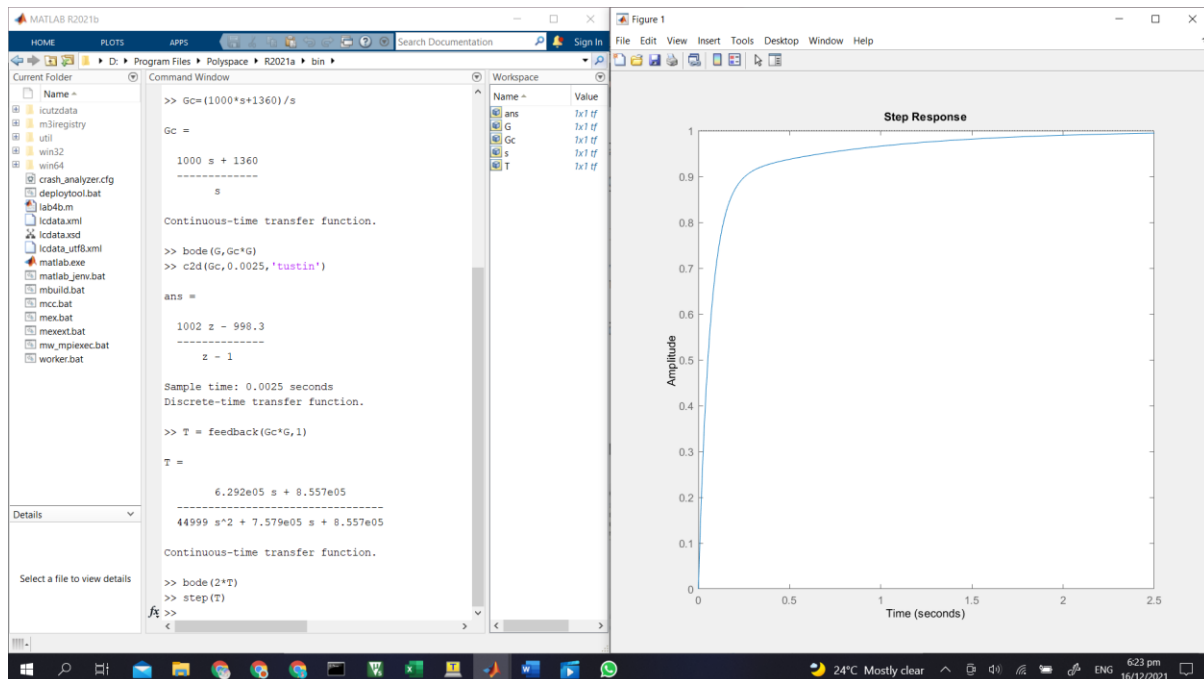 MATLAB R2021b
HOME PLOTS APPS Search Documentation Sign In
D: ▸ Program Files ▸ Polyspace ▸ R2021a ▸ bin ▸
Current Folder
Name
icutzdata
m3iregistry
util
win32
win64
crash_analyzer.cfg
deploytool.bat
lab4b.m
lcdata.xml
lcdata.xsd
lcdata_utf8.xml
matlab.exe
matlab_jenv.bat
mbuild.bat
mcc.bat
mex.bat
mexext.bat
mw_mpiexec.bat
worker.bat
Details
Select a file to view details
Command Window
>> Gc=(1000*s+1360)/s
Gc =
1000 s + 1360
-------------
s
Continuous-time transfer function.
>> bode(G,Gc*G)
>> c2d(Gc,0.0025,'tustin')
ans =
1002 z - 998.3
--------------
z - 1
Sample time: 0.0025 seconds
Discrete-time transfer function.
>> T = feedback(Gc*G,1)
T =
6.292e05 s + 8.557e05
---------------------------------
44999 s^2 + 7.579e05 s + 8.557e05
Continuous-time transfer function.
>> bode(2*T)
>> step(T)
fx >>
Workspace
Name Value
ans 1x1 tf
G 1x1 tf
Gc 1x1 tf
s 1x1 tf
T 1x1 tf
Figure 1
File Edit View Insert Tools Desktop Window Help
Step Response
1
0.9
0.8
0.7
0.6
0.5
0.4
0.3
0.2
0.1
0
Amplitude
0 0.5 1 1.5 2 2.5
Time (seconds)
24°C Mostly clear ENG 6:23 pm
16/12/2021